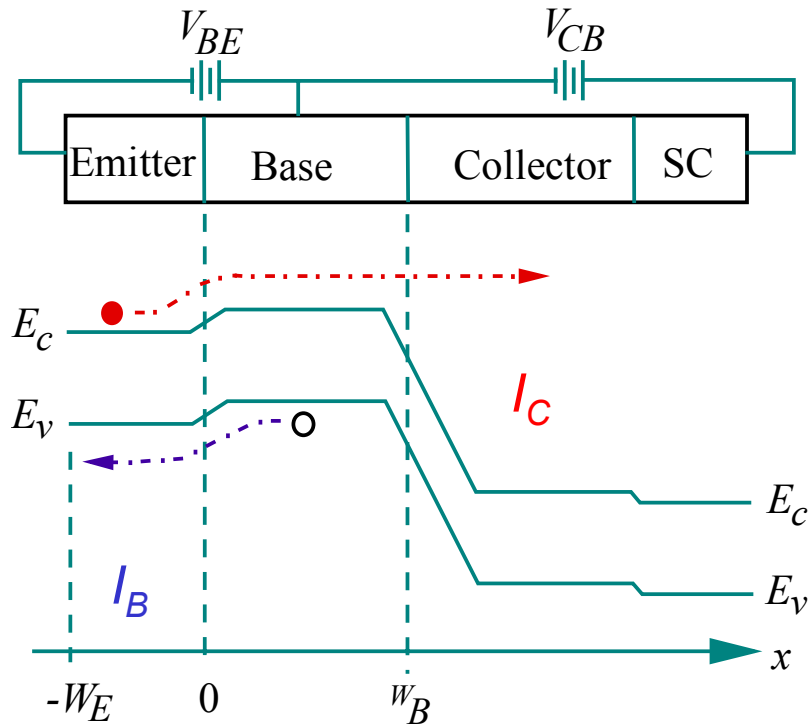 V_BE V_CB
Emitter Base Collector SC
E_c
E_v
I_C
E_c
I_B
E_v
x
-W_E 0 W_B